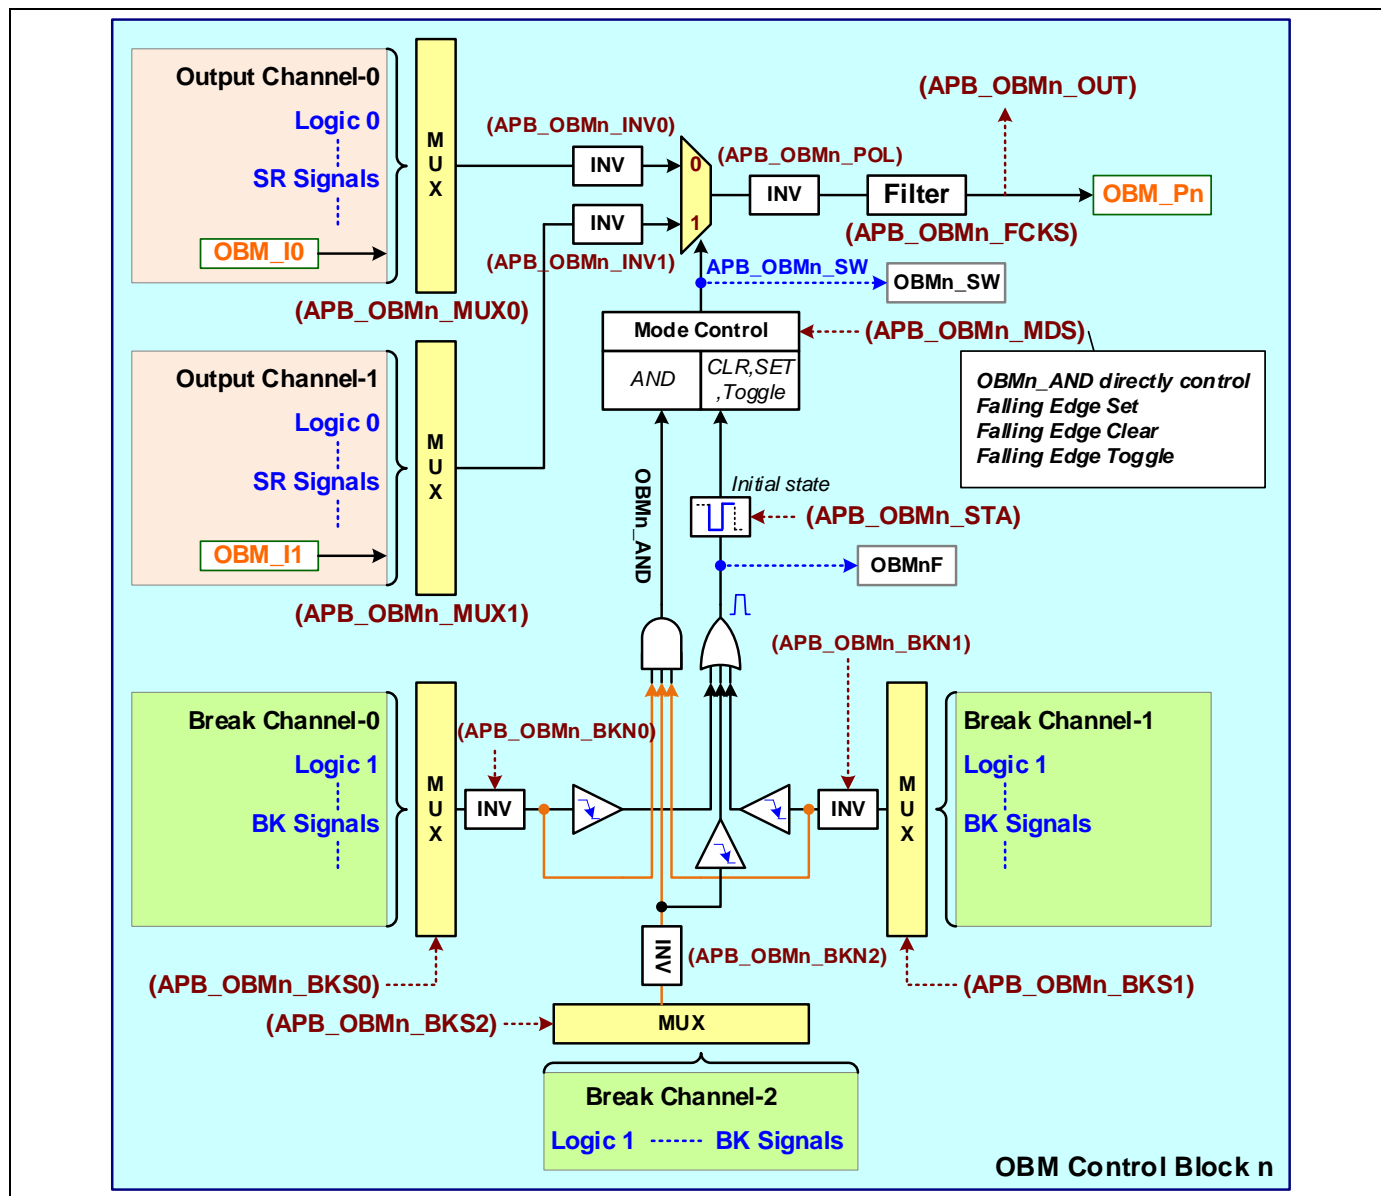 Output Channel-0
Logic 0
SR Signals
OBM_I0
MUX
(APB_OBMn_MUX0)
(APB_OBMn_INV0)
INV
INV
(APB_OBMn_INV1)
0
1
(APB_OBMn_POL)
INV
Filter
(APB_OBMn_FCKS)
(APB_OBMn_OUT)
OBM_Pn
APB_OBMn_SW
OBMn_SW
Mode Control
AND
CLR,SET
,Toggle
(APB_OBMn_MDS)
OBMn_AND directly control
Falling Edge Set
Falling Edge Clear
Falling Edge Toggle
Output Channel-1
Logic 0
SR Signals
OBM_I1
MUX
(APB_OBMn_MUX1)
OBMn_AND
Initial state
(APB_OBMn_STA)
OBMnF
Break Channel-0
Logic 1
BK Signals
MUX
(APB_OBMn_BKN0)
INV
(APB_OBMn_BKS0)
(APB_OBMn_BKN1)
INV
MUX
Break Channel-1
Logic 1
BK Signals
(APB_OBMn_BKS1)
INV
(APB_OBMn_BKN2)
(APB_OBMn_BKS2)
MUX
Break Channel-2
Logic 1
BK Signals
OBM Control Block n